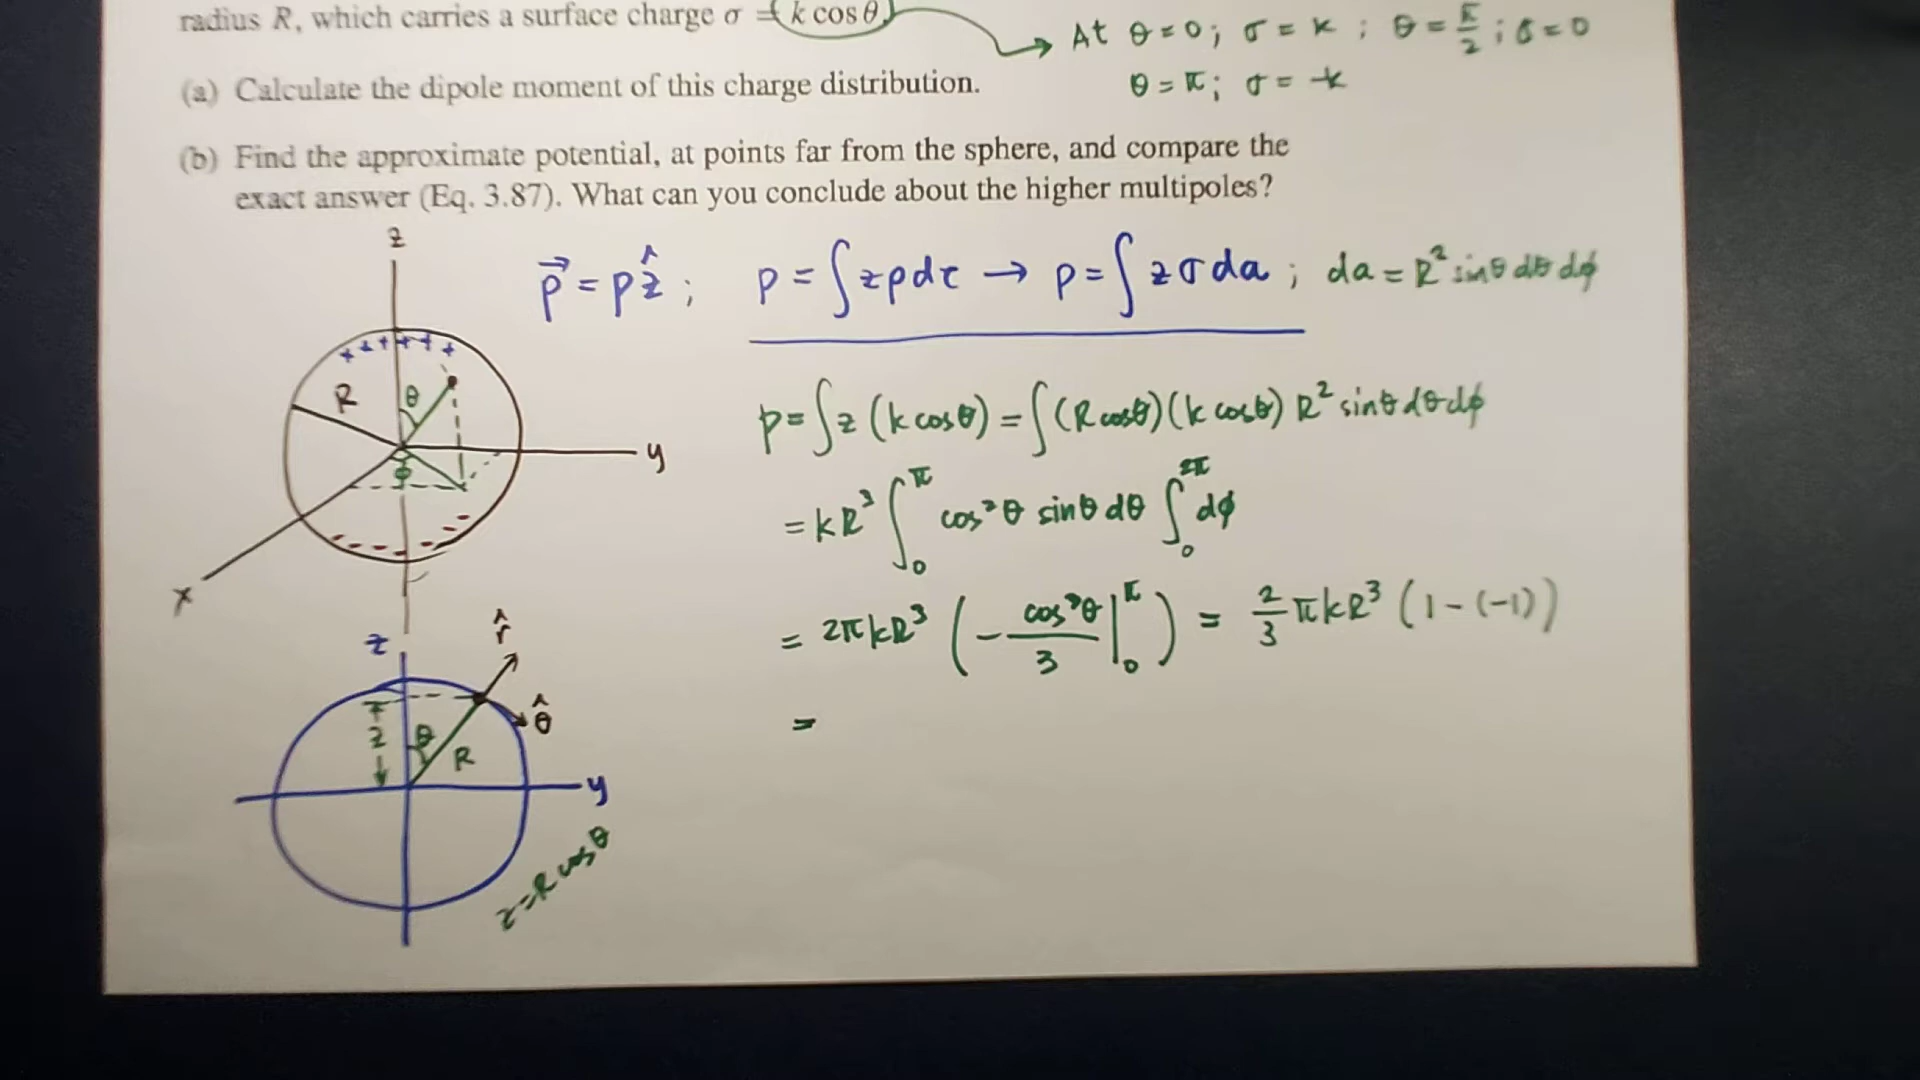 radius R, which carries a surface charge σ = k cos θ
At θ = 0; σ = k ; θ = π/2 ; σ = 0
θ = π; σ = -k
(a) Calculate the dipole moment of this charge distribution.
(b) Find the approximate potential, at points far from the sphere, and compare the
exact answer (Eq. 3.87). What can you conclude about the higher multipoles?
p⃗ = p ẑ ; p = ∫ z ρ dτ → p = ∫ z σ da ; da = R² sinθ dθ dϕ
p = ∫ z (k cosθ) = ∫ (R cosθ)(k cosθ) R² sinθ dθ dϕ
= kR³ ∫₀^π cos²θ sinθ dθ ∫₀^2π dϕ
= 2πkR³ ( - cos³θ/3 |₀^π ) = 2/3 πkR³ (1 - (-1))
=
z
+ + + + + +
R
θ
y
ϕ
- - - - - - -
x
z
r̂
θ̂
z
θ
R
y
z = R cosθ